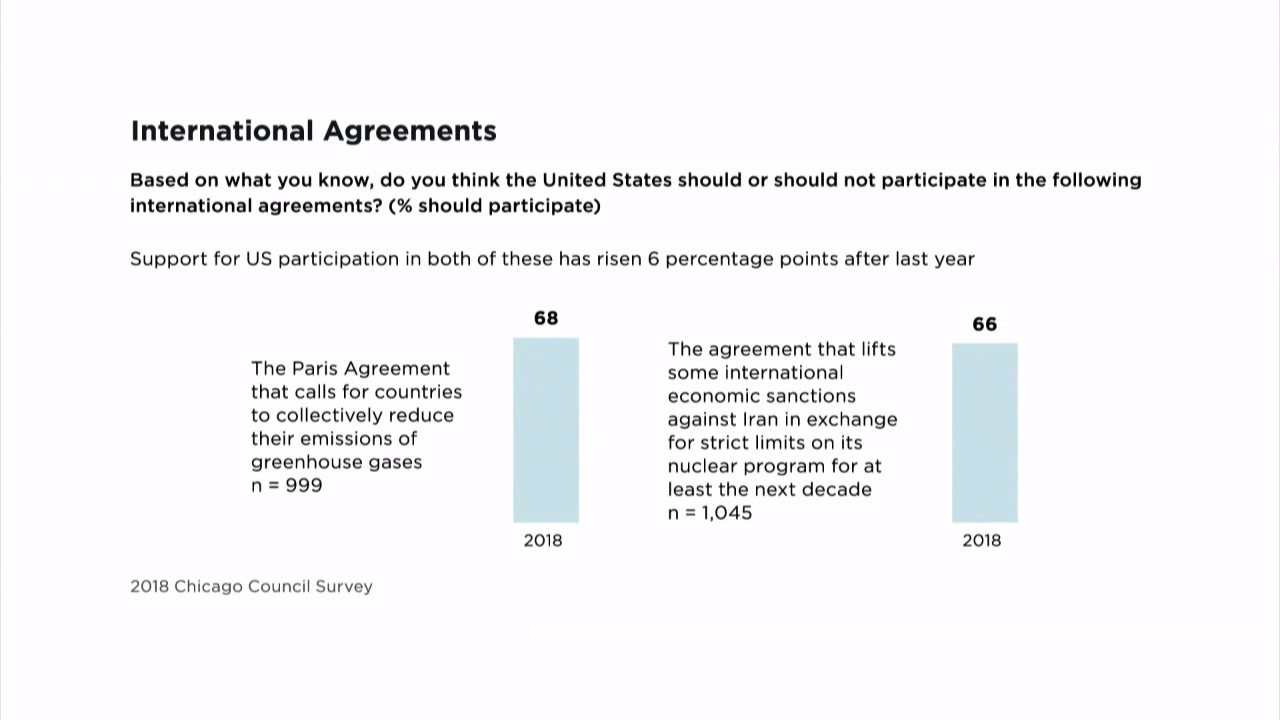 International Agreements
Based on what you know, do you think the United States should or should not participate in the following
international agreements? (% should participate)
Support for US participation in both of these has risen 6 percentage points after last year
68
The Paris Agreement
that calls for countries
to collectively reduce
their emissions of
greenhouse gases
n = 999
2018
66
The agreement that lifts
some international
economic sanctions
against Iran in exchange
for strict limits on its
nuclear program for at
least the next decade
n = 1,045
2018
2018 Chicago Council Survey